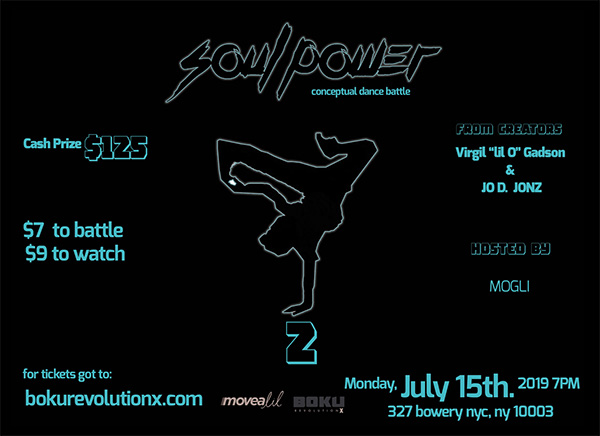 Soul power
conceptual dance battle
Cash Prize $125
FROM CREATORS
Virgil "lil O" Gadson
&
JO D. JONZ
$7 to battle
$9 to watch
HOSTED BY
MOGLI
2
for tickets got to:
bokurevolutionx.com
movealil
BOKU
REVOLUTION X
Monday, July 15th. 2019 7PM
327 bowery nyc, ny 10003